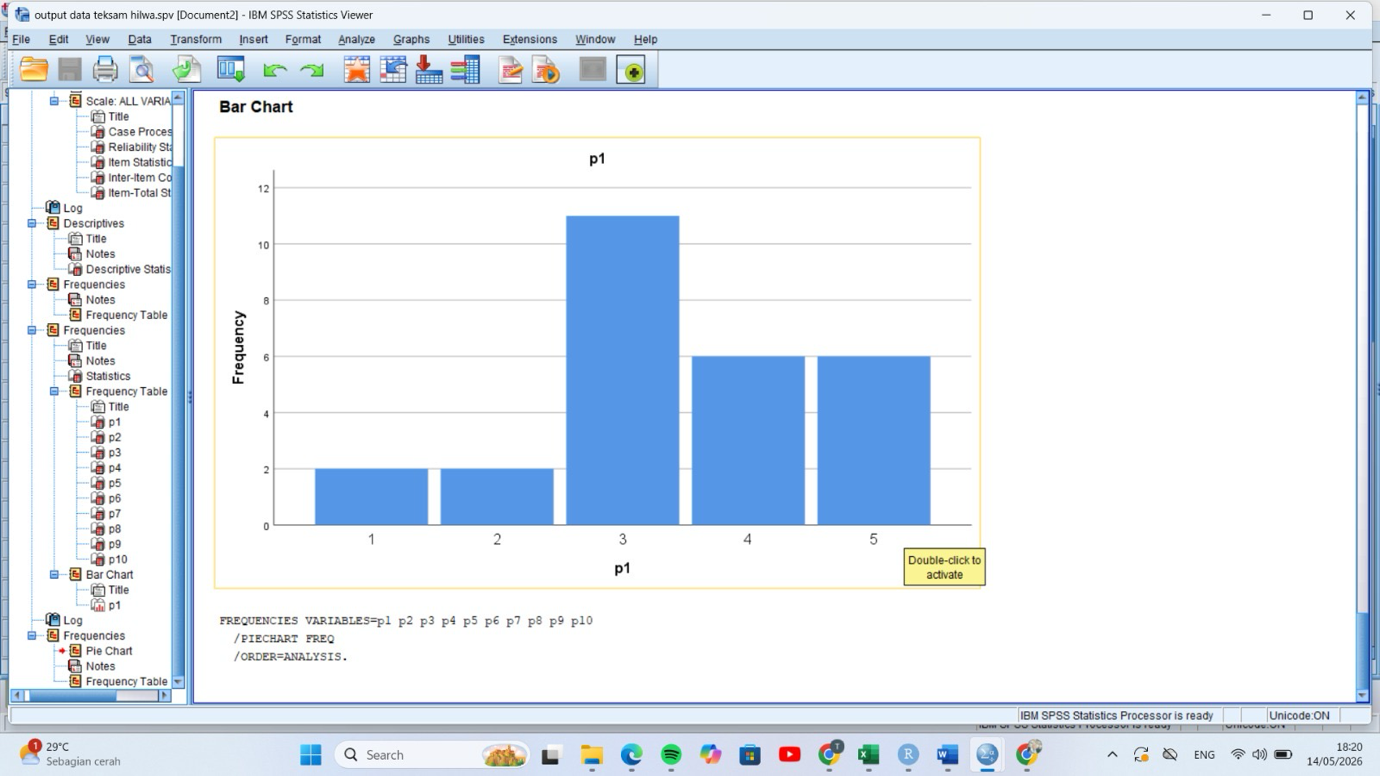 output data teksam hilwa.spv [Document2] - IBM SPSS Statistics Viewer
File Edit View Data Transform Insert Format Analyze Graphs Utilities Extensions Window Help
Scale: ALL VARIA
Title
Case Proces
Reliability Sta
Item Statistic
Inter-Item Co
Item-Total St
Log
Descriptives
Title
Notes
Descriptive Statis
Frequencies
Notes
Frequency Table
Frequencies
Title
Notes
Statistics
Frequency Table
Title
p1
p2
p3
p4
p5
p6
p7
p8
p9
p10
Bar Chart
Title
p1
Log
Frequencies
Pie Chart
Notes
Frequency Table
Bar Chart
p1
12
10
8
6
4
2
0
Frequency
1 2 3 4 5
p1
Double-click to
activate
FREQUENCIES VARIABLES=p1 p2 p3 p4 p5 p6 p7 p8 p9 p10
/PIECHART FREQ
/ORDER=ANALYSIS.
IBM SPSS Statistics Processor is ready Unicode:ON
1
29°C
Sebagian cerah
Search
ENG
18:20
14/05/2026